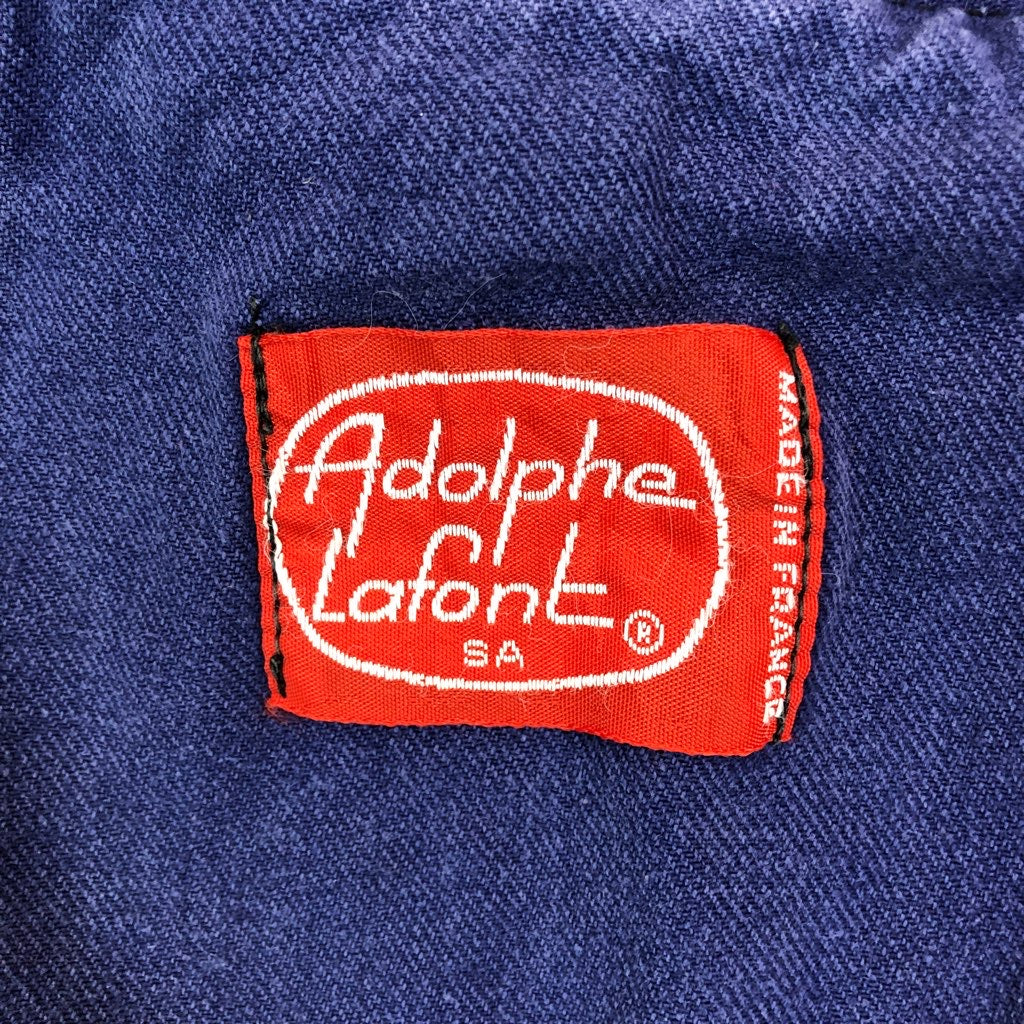 Adolphe
Lafont
®
SA
MADE IN FRANCE